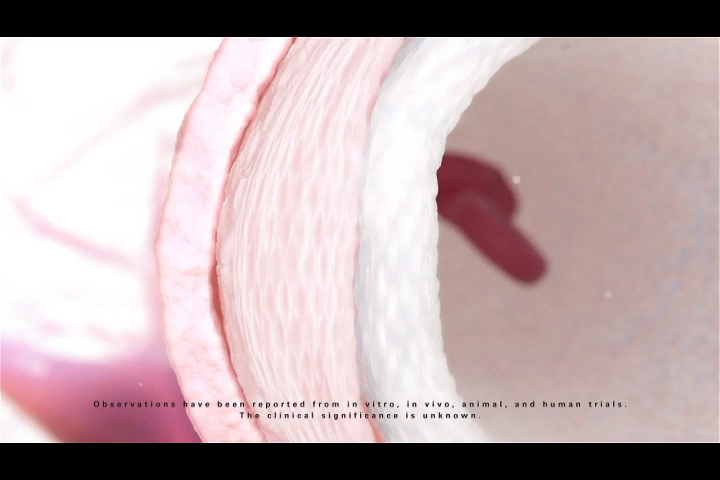 Observations have been reported from in vitro, in vivo, animal, and human trials.
The clinical significance is unknown.